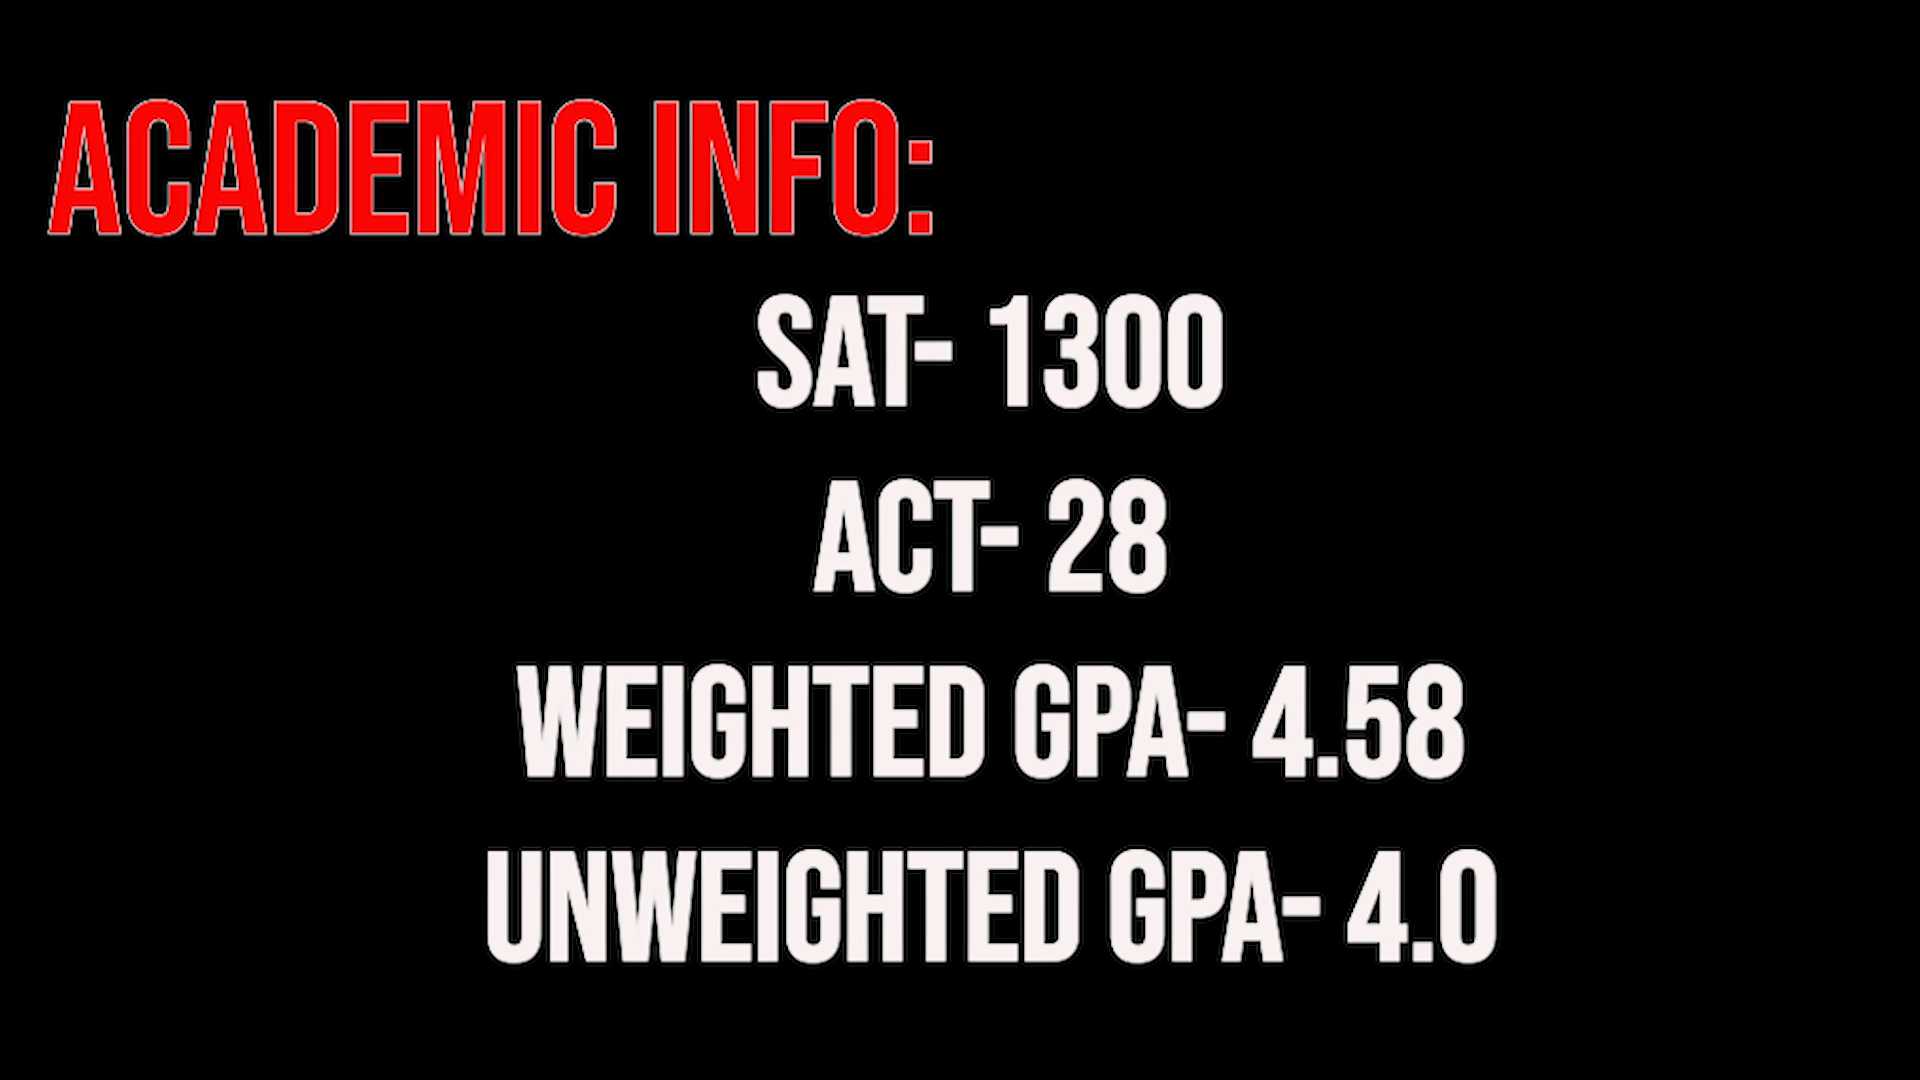 ACADEMIC INFO:
SAT- 1300
ACT- 28
WEIGHTED GPA- 4.58
UNWEIGHTED GPA- 4.0